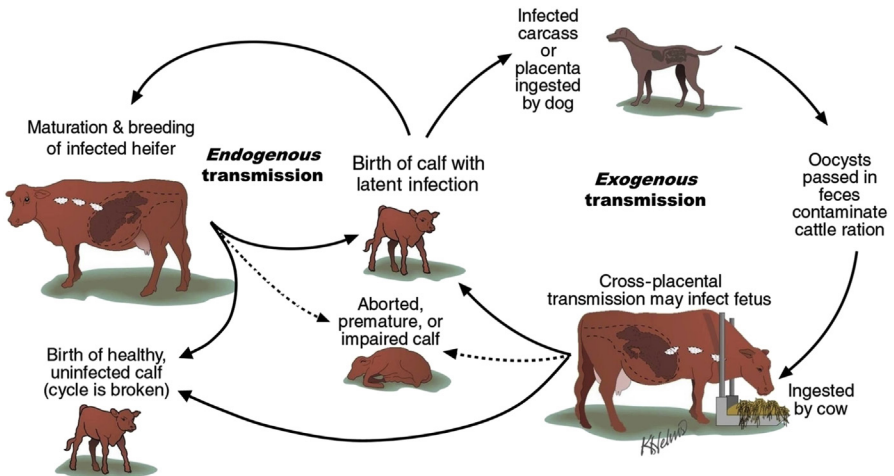 Infected
carcass
or
placenta
ingested
by dog
Maturation & breeding
of infected heifer
Endogenous
transmission
Birth of calf with
latent infection
Exogenous
transmission
Oocysts
passed in
feces
contaminate
cattle ration
Cross-placental
transmission may infect fetus
Aborted,
premature, or
impaired calf
Birth of healthy,
uninfected calf
(cycle is broken)
Ingested
by cow